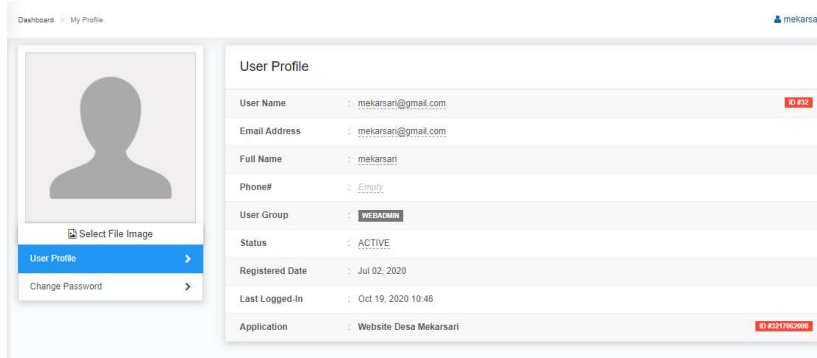 Dashboard > My Profile
mekarsa
User Profile
User Name : mekarsari@gmail.com ID #32
Email Address : mekarsari@gmail.com
Full Name : mekarsari
Phone# : Empty
User Group : WEBADMIN
Select File Image
Status : ACTIVE
User Profile
Registered Date : Jul 02, 2020
Change Password
Last Logged-In : Oct 19, 2020 10:46
Application : Website Desa Mekarsari ID #3217062008